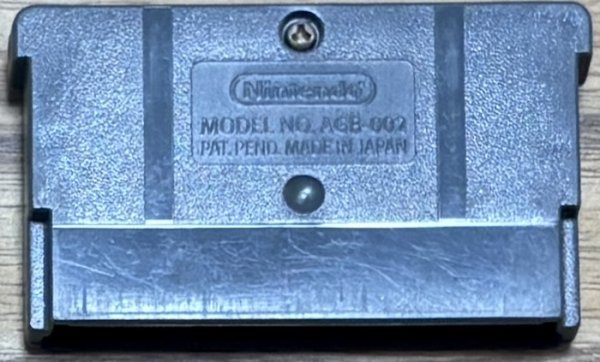 Nintendo
MODEL NO. AGB-002
PAT. PEND. MADE IN JAPAN